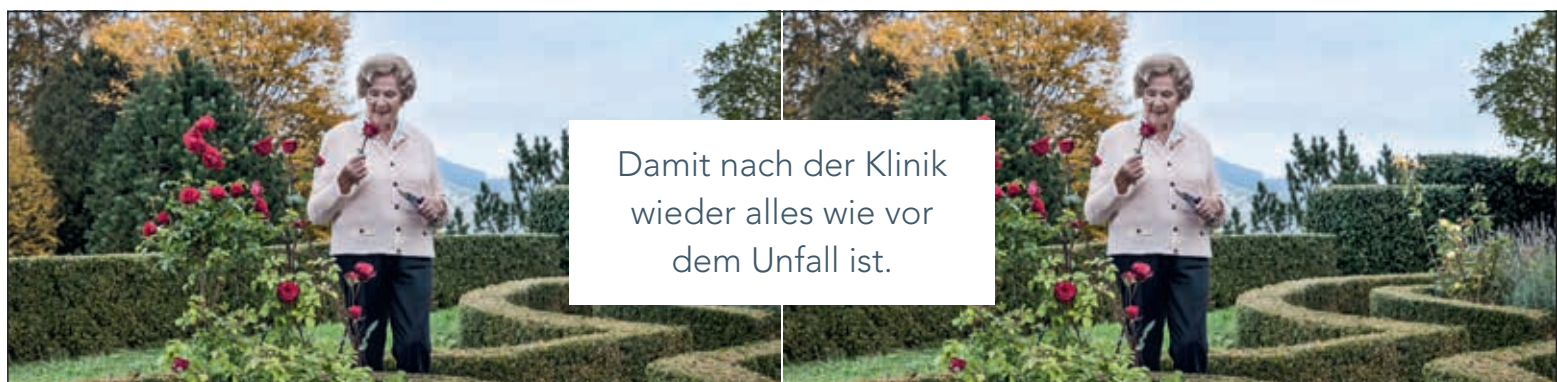 Damit nach der Klinik
wieder alles wie vor
dem Unfall ist.